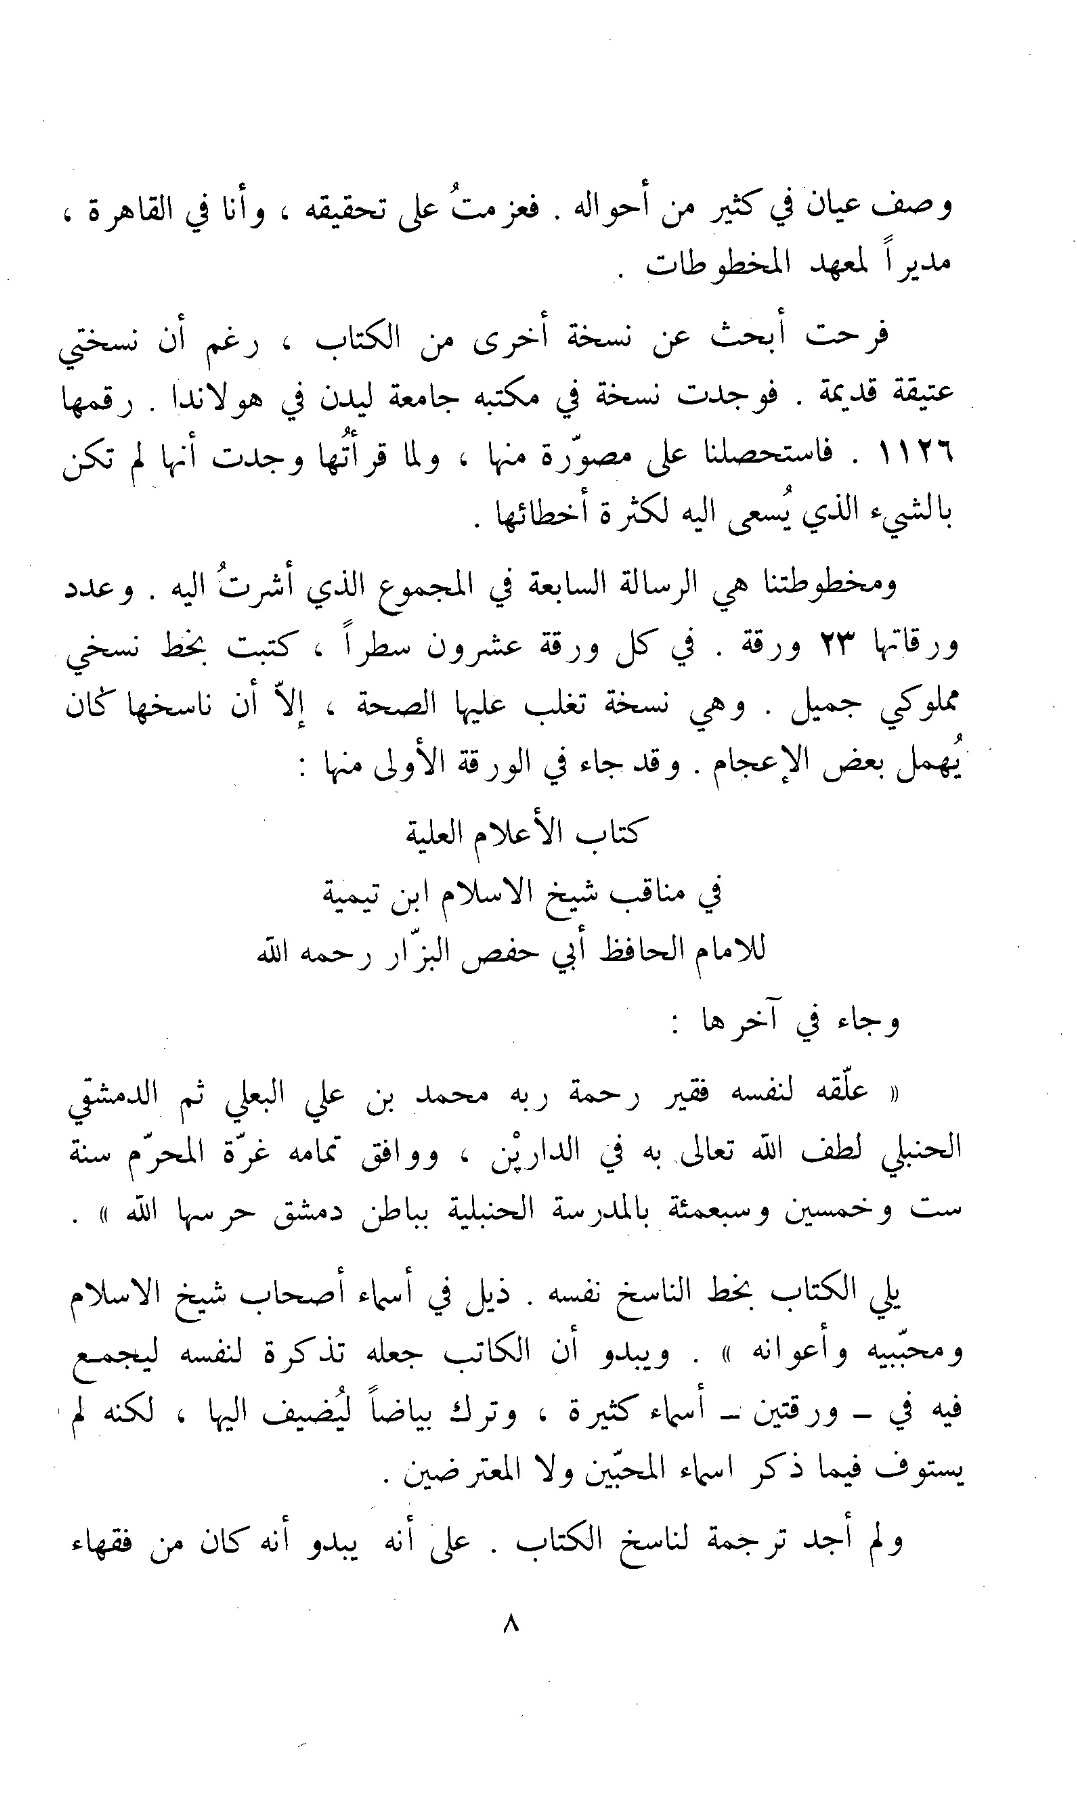 وصف عيان في كثير من أحواله . فعزمتُ على تحقيقه ، وأنا في القاهرة ،
مديراً لمعهد المخطوطات .
فرحت أبحث عن نسخة أخرى من الكتاب ، رغم أن نسختي
عتيقة قديمة . فوجدت نسخة في مكتبه جامعة ليدن في هولاندا . رقمها
١١٢٦ . فاستحصلنا على مصوّرة منها ، ولما قرأتُها وجدت أنها لم تكن
بالشيء الذي يُسعى اليه لكثرة أخطائها .
ومخطوطتنا هي الرسالة السابعة في المجموع الذي أشرتُ اليه . وعدد
ورقاتها ٢٣ ورقة . في كل ورقة عشرون سطراً ، كتبت بخط نسخي
مملوكي جميل . وهي نسخة تغلب عليها الصحة ، إلاّ أن ناسخها كان
يُهمل بعض الإعجام . وقد جاء في الورقة الأولى منها :
كتاب الأعلام العلية
في مناقب شيخ الاسلام ابن تيمية
للامام الحافظ أبي حفص البزّار رحمه الله
وجاء في آخرها :
« علّقه لنفسه فقير رحمة ربه محمد بن علي البعلي ثم الدمشقي
الحنبلي لطف الله تعالى به في الداريْن ، ووافق تمامه غرّة المحرّم سنة
ست وخمسين وسبعمئة بالمدرسة الحنبلية بباطن دمشق حرسها الله » .
يلي الكتاب بخط الناسخ نفسه . ذيل في أسماء أصحاب شيخ الاسلام
ومحبّبيه وأعوانه » . ويبدو أن الكاتب جعله تذكرة لنفسه ليجمع
فيه في ـ ورقتين ـ أسماء كثيرة ، وترك بياضاً ليُضيف اليها ، لكنه لم
يستوف فيما ذكر اسماء المحبّين ولا المعترضين .
ولم أجد ترجمة لناسخ الكتاب . على أنه يبدو أنه كان من فقهاء
٨